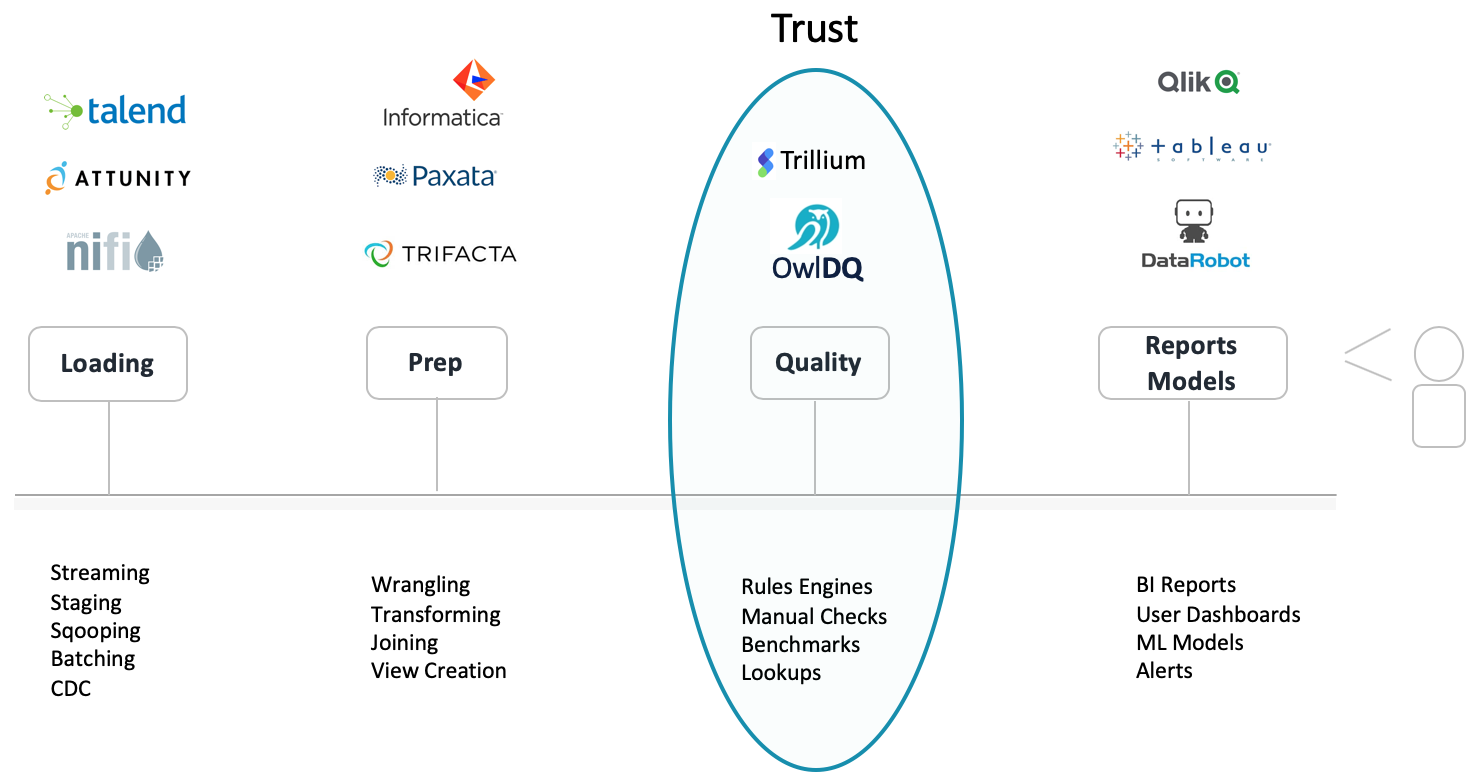 Trust
talend
ATTUNITY
APACHE
nifi
Loading
Streaming
Staging
Sqooping
Batching
CDC
Informatica
Paxata
TRIFACTA
Prep
Wrangling
Transforming
Joining
View Creation
Trillium
OwlDQ
Quality
Rules Engines
Manual Checks
Benchmarks
Lookups
Qlik
+ableau
SOFTWARE
DataRobot
Reports
Models
BI Reports
User Dashboards
ML Models
Alerts